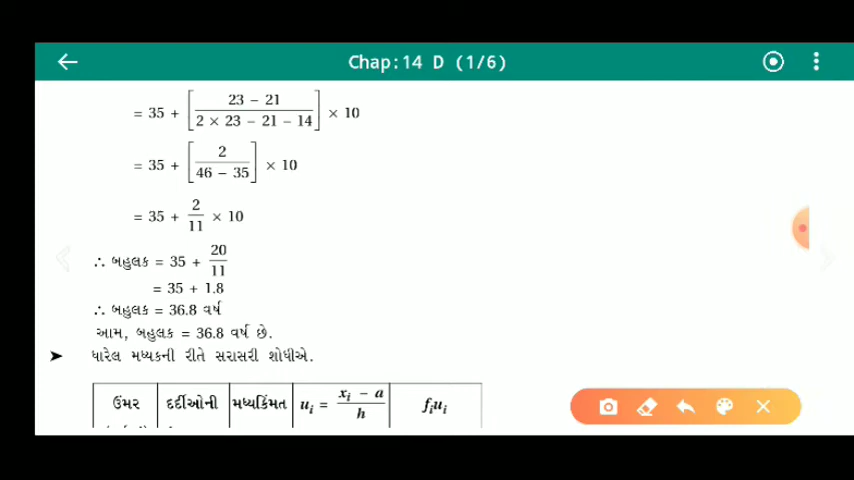 Chap:14 D (1/6)
= 35 + [ (23 − 21) / (2 × 23 − 21 − 14) ] × 10
= 35 + [ 2 / (46 − 35) ] × 10
= 35 + 2/11 × 10
∴ બહુલક = 35 + 20/11
= 35 + 1.8
∴ બહુલક = 36.8 વર્ષ
આમ, બહુલક = 36.8 વર્ષ છે.
➤ ધારેલ મધ્યકની રીતે સરાસરી શોધીએ.
ઉંમર દર્દીઓની મધ્યકિંમત uᵢ = (xᵢ − a) / h fᵢuᵢ